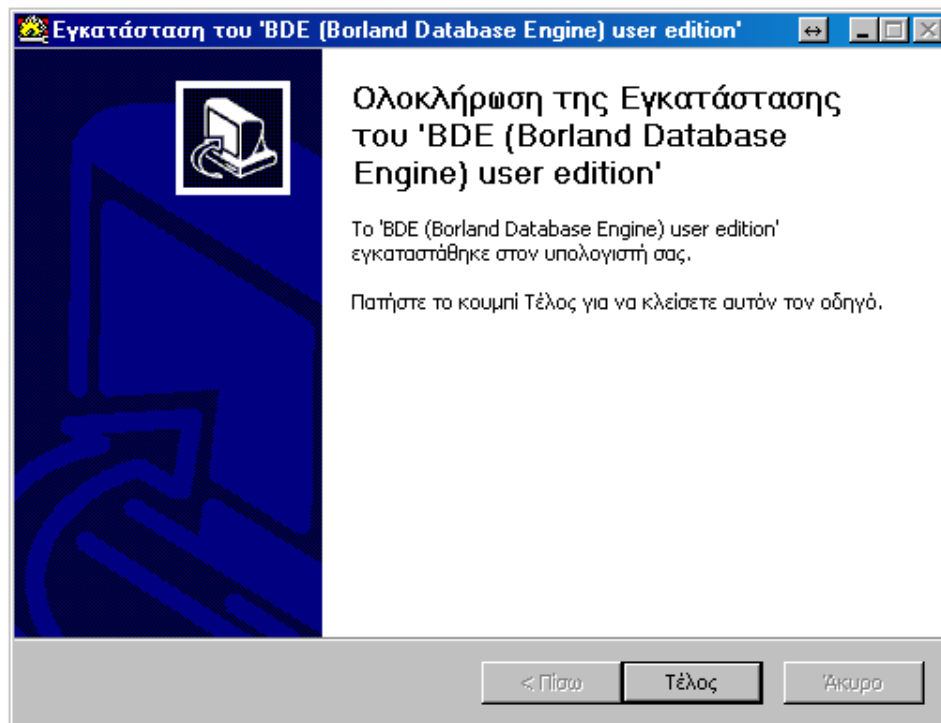 Εγκατάσταση του 'BDE (Borland Database Engine) user edition'
Ολοκλήρωση της Εγκατάστασης
του 'BDE (Borland Database
Engine) user edition'
Το 'BDE (Borland Database Engine) user edition'
εγκαταστάθηκε στον υπολογιστή σας.
Πατήστε το κουμπί Τέλος για να κλείσετε αυτόν τον οδηγό.
< Πίσω Τέλος Άκυρο